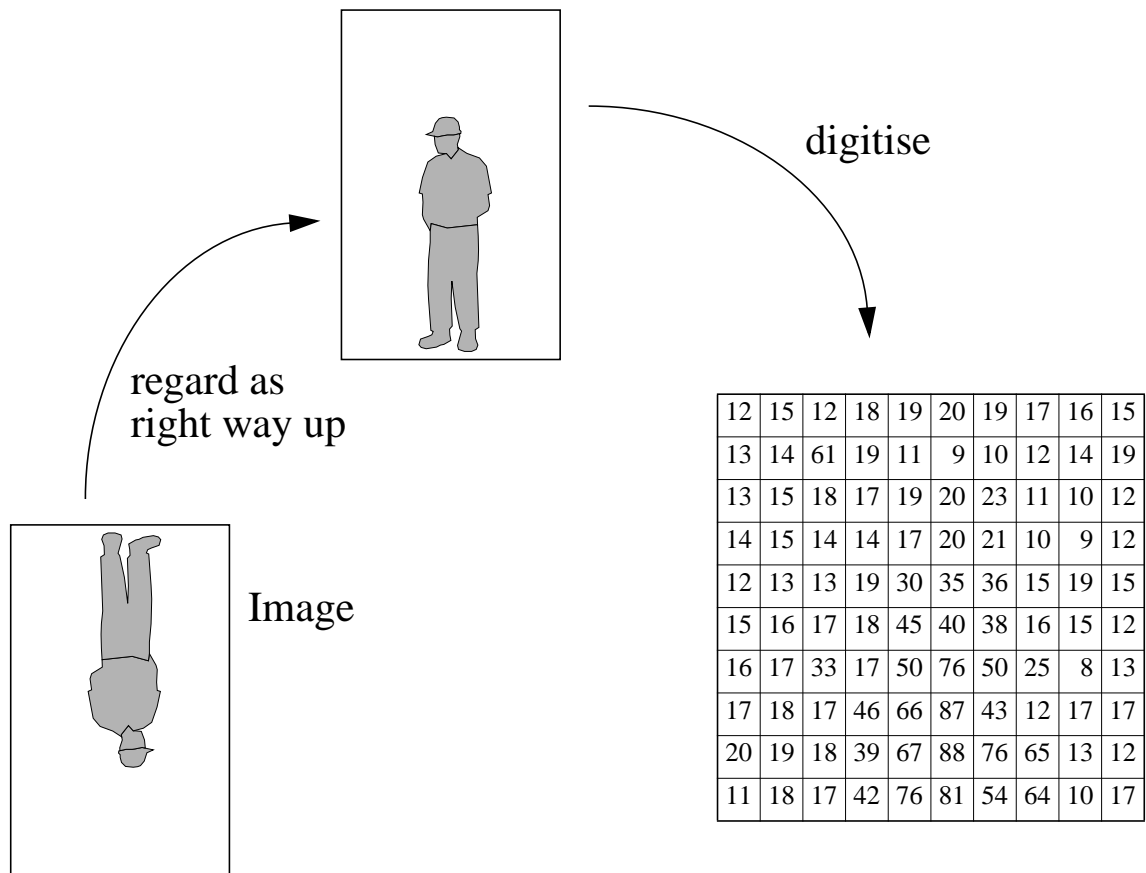 digitise
regard as
right way up
Image
12 15 12 18 19 20 19 17 16 15
13 14 61 19 11 9 10 12 14 19
13 15 18 17 19 20 23 11 10 12
14 15 14 14 17 20 21 10 9 12
12 13 13 19 30 35 36 15 19 15
15 16 17 18 45 40 38 16 15 12
16 17 33 17 50 76 50 25 8 13
17 18 17 46 66 87 43 12 17 17
20 19 18 39 67 88 76 65 13 12
11 18 17 42 76 81 54 64 10 17